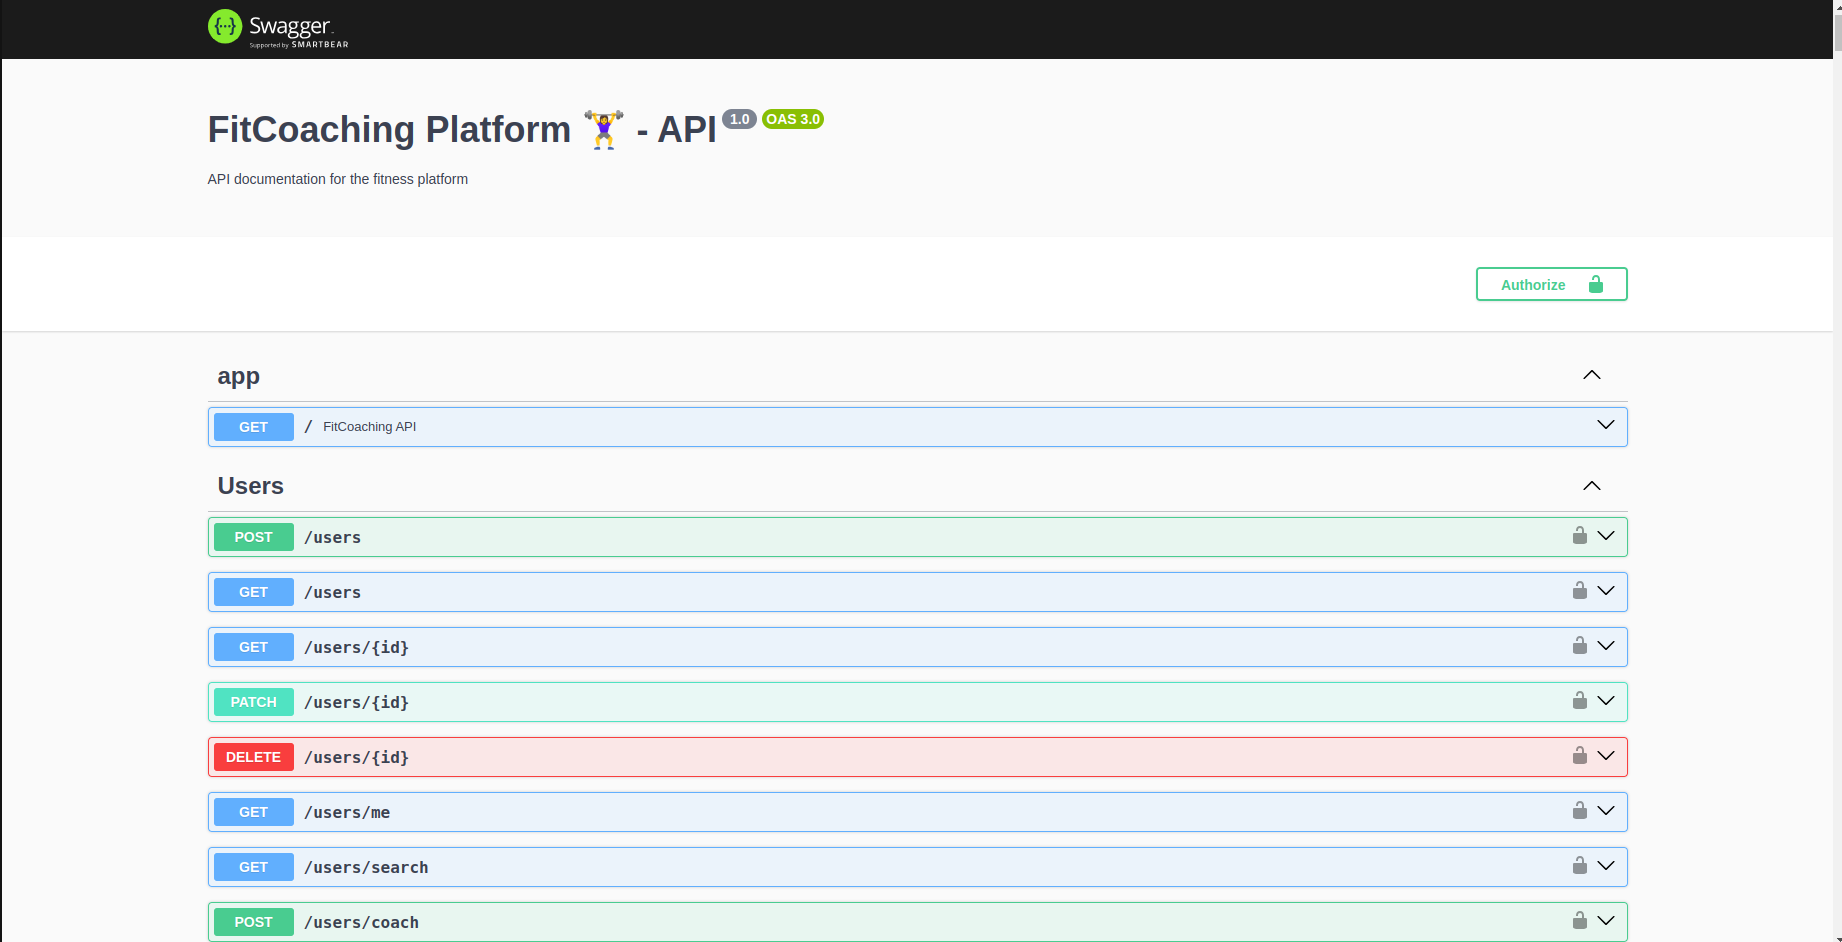 {···} Swagger
Supported by SMARTBEAR
FitCoaching Platform 🏋️‍♀️ - API 1.0 OAS 3.0
API documentation for the fitness platform
Authorize
app
GET / FitCoaching API
Users
POST /users
GET /users
GET /users/{id}
PATCH /users/{id}
DELETE /users/{id}
GET /users/me
GET /users/search
POST /users/coach